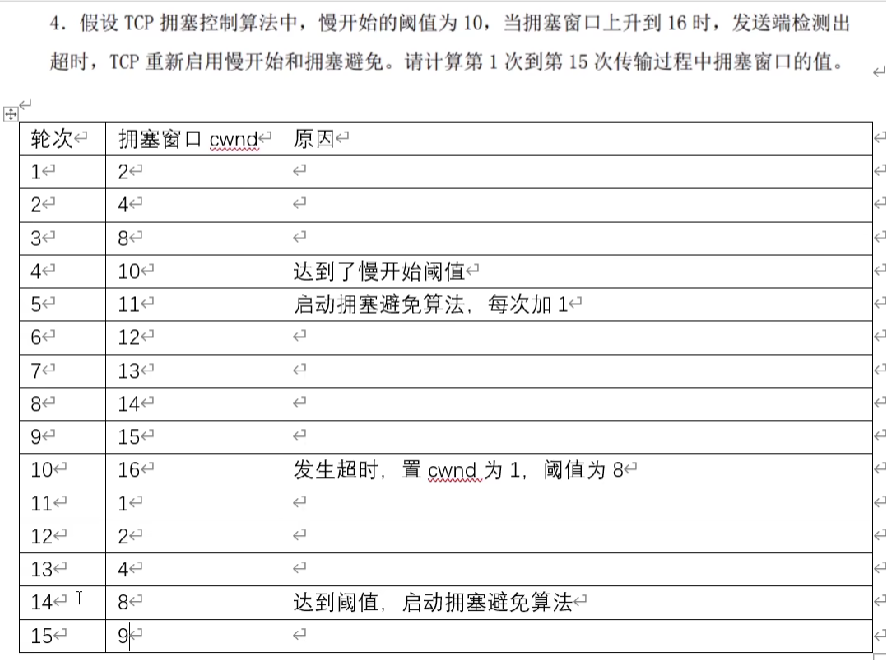 4．假设 TCP 拥塞控制算法中，慢开始的阈值为 10，当拥塞窗口上升到 16 时，发送端检测出
超时，TCP 重新启用慢开始和拥塞避免。请计算第 1 次到第 15 次传输过程中拥塞窗口的值。
轮次 拥塞窗口 cwnd 原因
1 2
2 4
3 8
4 10 达到了慢开始阈值
5 11 启动拥塞避免算法，每次加 1
6 12
7 13
8 14
9 15
10 16 发生超时，置 cwnd 为 1，阈值为 8
11 1
12 2
13 4
14 8 达到阈值，启动拥塞避免算法
15 9